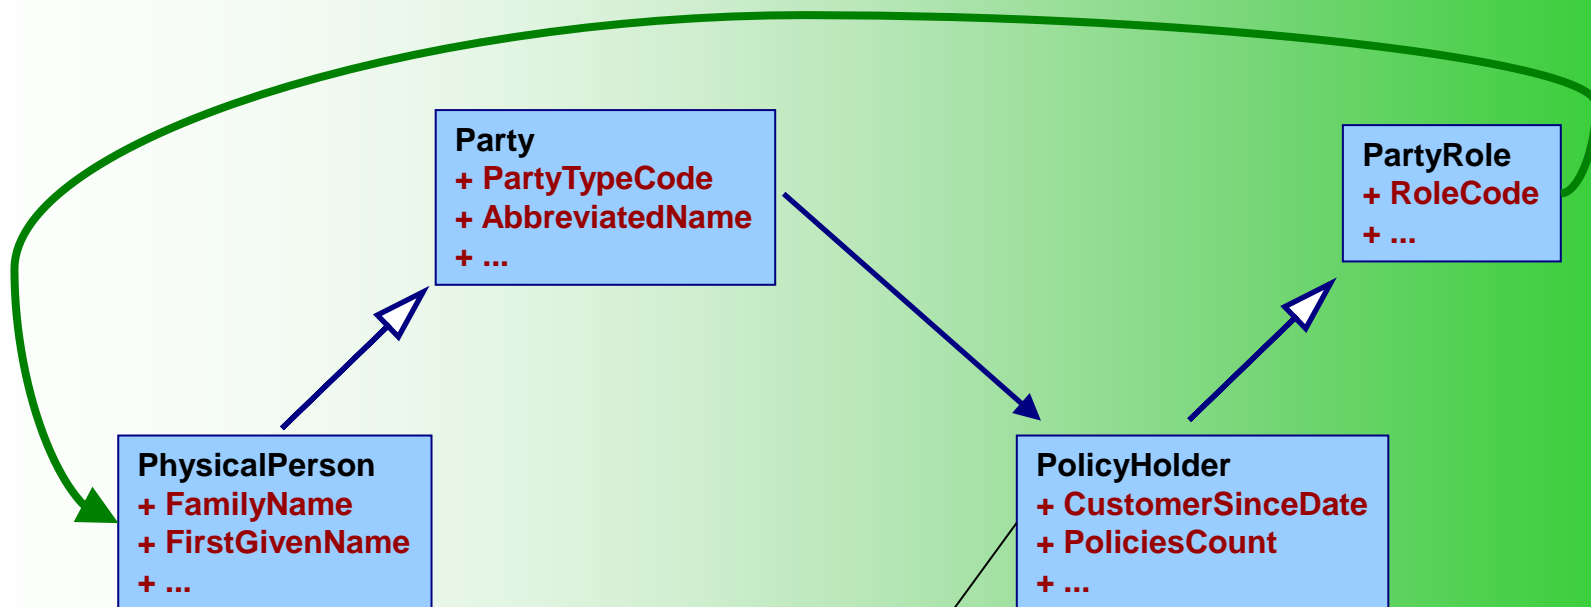 Party
+ PartyTypeCode
+ AbbreviatedName
+ ...
PartyRole
+ RoleCode
+ ...
PhysicalPerson
+ FamilyName
+ FirstGivenName
+ ...
PolicyHolder
+ CustomerSinceDate
+ PoliciesCount
+ ...